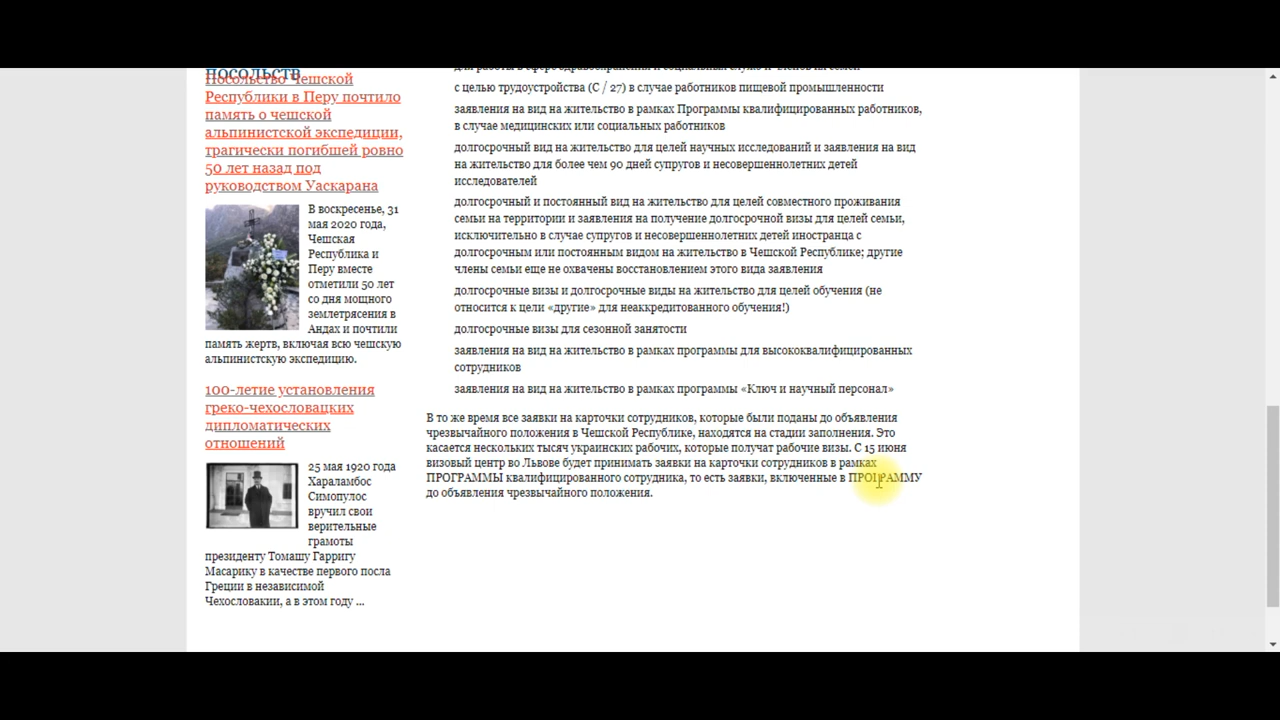 посольств
Посольство Чешской
Республики в Перу почтило
память о чешской
альпинистской экспедиции,
трагически погибшей ровно
50 лет назад под
руководством Уаскарана
В воскресенье, 31
мая 2020 года,
Чешская
Республика и
Перу вместе
отметили 50 лет
со дня мощного
землетрясения в
Андах и почтили
память жертв, включая всю чешскую
альпинистскую экспедицию.
100-летие установления
греко-чехословацких
дипломатических
отношений
25 мая 1920 года
Хараламбос
Симопулос
вручил свои
верительные
грамоты
президенту Томашу Гарригу
Масарику в качестве первого посла
Греции в независимой
Чехословакии, а в этом году ...
для работы в сфере здравоохранения и социальных служб и членов их семей
с целью трудоустройства (C / 27) в случае работников пищевой промышленности
заявления на вид на жительство в рамках Программы квалифицированных работников,
в случае медицинских или социальных работников
долгосрочный вид на жительство для целей научных исследований и заявления на вид
на жительство для более чем 90 дней супругов и несовершеннолетних детей
исследователей
долгосрочный и постоянный вид на жительство для целей совместного проживания
семьи на территории и заявления на получение долгосрочной визы для целей семьи,
исключительно в случае супругов и несовершеннолетних детей иностранца с
долгосрочным или постоянным видом на жительство в Чешской Республике; другие
члены семьи еще не охвачены восстановлением этого вида заявления
долгосрочные визы и долгосрочные виды на жительство для целей обучения (не
относится к цели «другие» для неаккредитованного обучения!)
долгосрочные визы для сезонной занятости
заявления на вид на жительство в рамках программы для высококвалифицированных
сотрудников
заявления на вид на жительство в рамках программы «Ключ и научный персонал»
В то же время все заявки на карточки сотрудников, которые были поданы до объявления
чрезвычайного положения в Чешской Республике, находятся на стадии заполнения. Это
касается нескольких тысяч украинских рабочих, которые получат рабочие визы. С 15 июня
визовый центр во Львове будет принимать заявки на карточки сотрудников в рамках
ПРОГРАММЫ квалифицированного сотрудника, то есть заявки, включенные в ПРОГРАММУ
до объявления чрезвычайного положения.